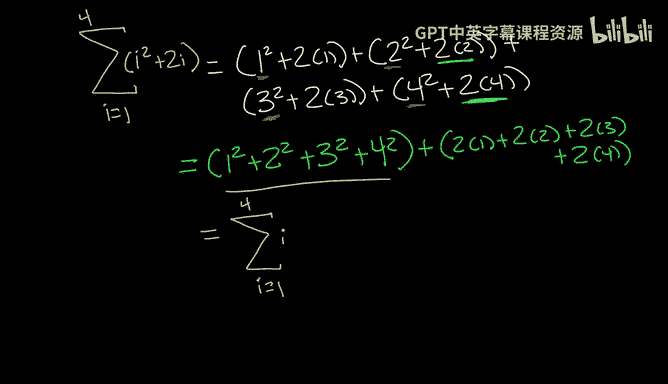 GPT中英字幕课程资源 bilibili
4
∑(i²+2i) = (1²+2(1)+(2²+2(2))+
i=1
(3²+2(3))+(4²+2(4))
=(1²+2²+3²+4²)+(2(1)+2(2)+2(3)
+2(4))
4
= ∑ i
i=1